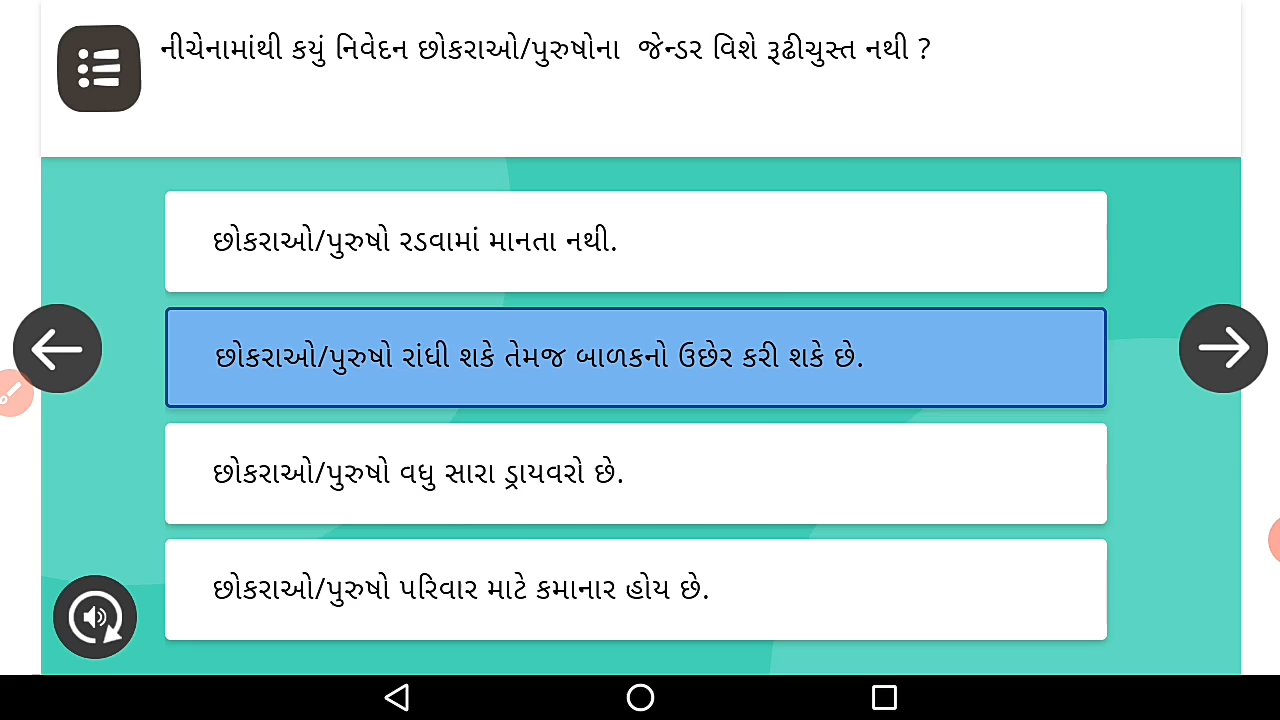 નીચેનામાંથી કયું નિવેદન છોકરાઓ/પુરુષોના જેન્ડર વિશે રૂઢીચુસ્ત નથી ?
છોકરાઓ/પુરુષો રડવામાં માનતા નથી.
છોકરાઓ/પુરુષો રાંધી શકે તેમજ બાળકનો ઉછેર કરી શકે છે.
છોકરાઓ/પુરુષો વધુ સારા ડ્રાયવરો છે.
છોકરાઓ/પુરુષો પરિવાર માટે કમાનાર હોય છે.